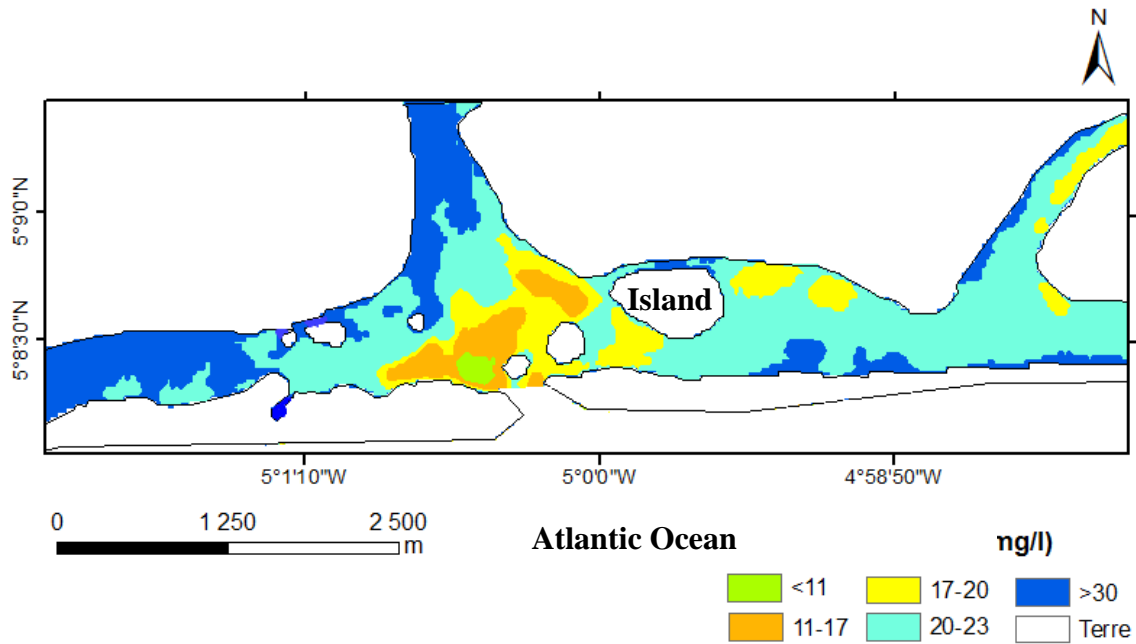 N
5°9'0"N
5°8'30"N
Island
5°1'10"W 5°0'0"W 4°58'50"W
0 1 250 2 500
m
Atlantic Ocean
mg/l)
<11 17-20 >30
11-17 20-23 Terre